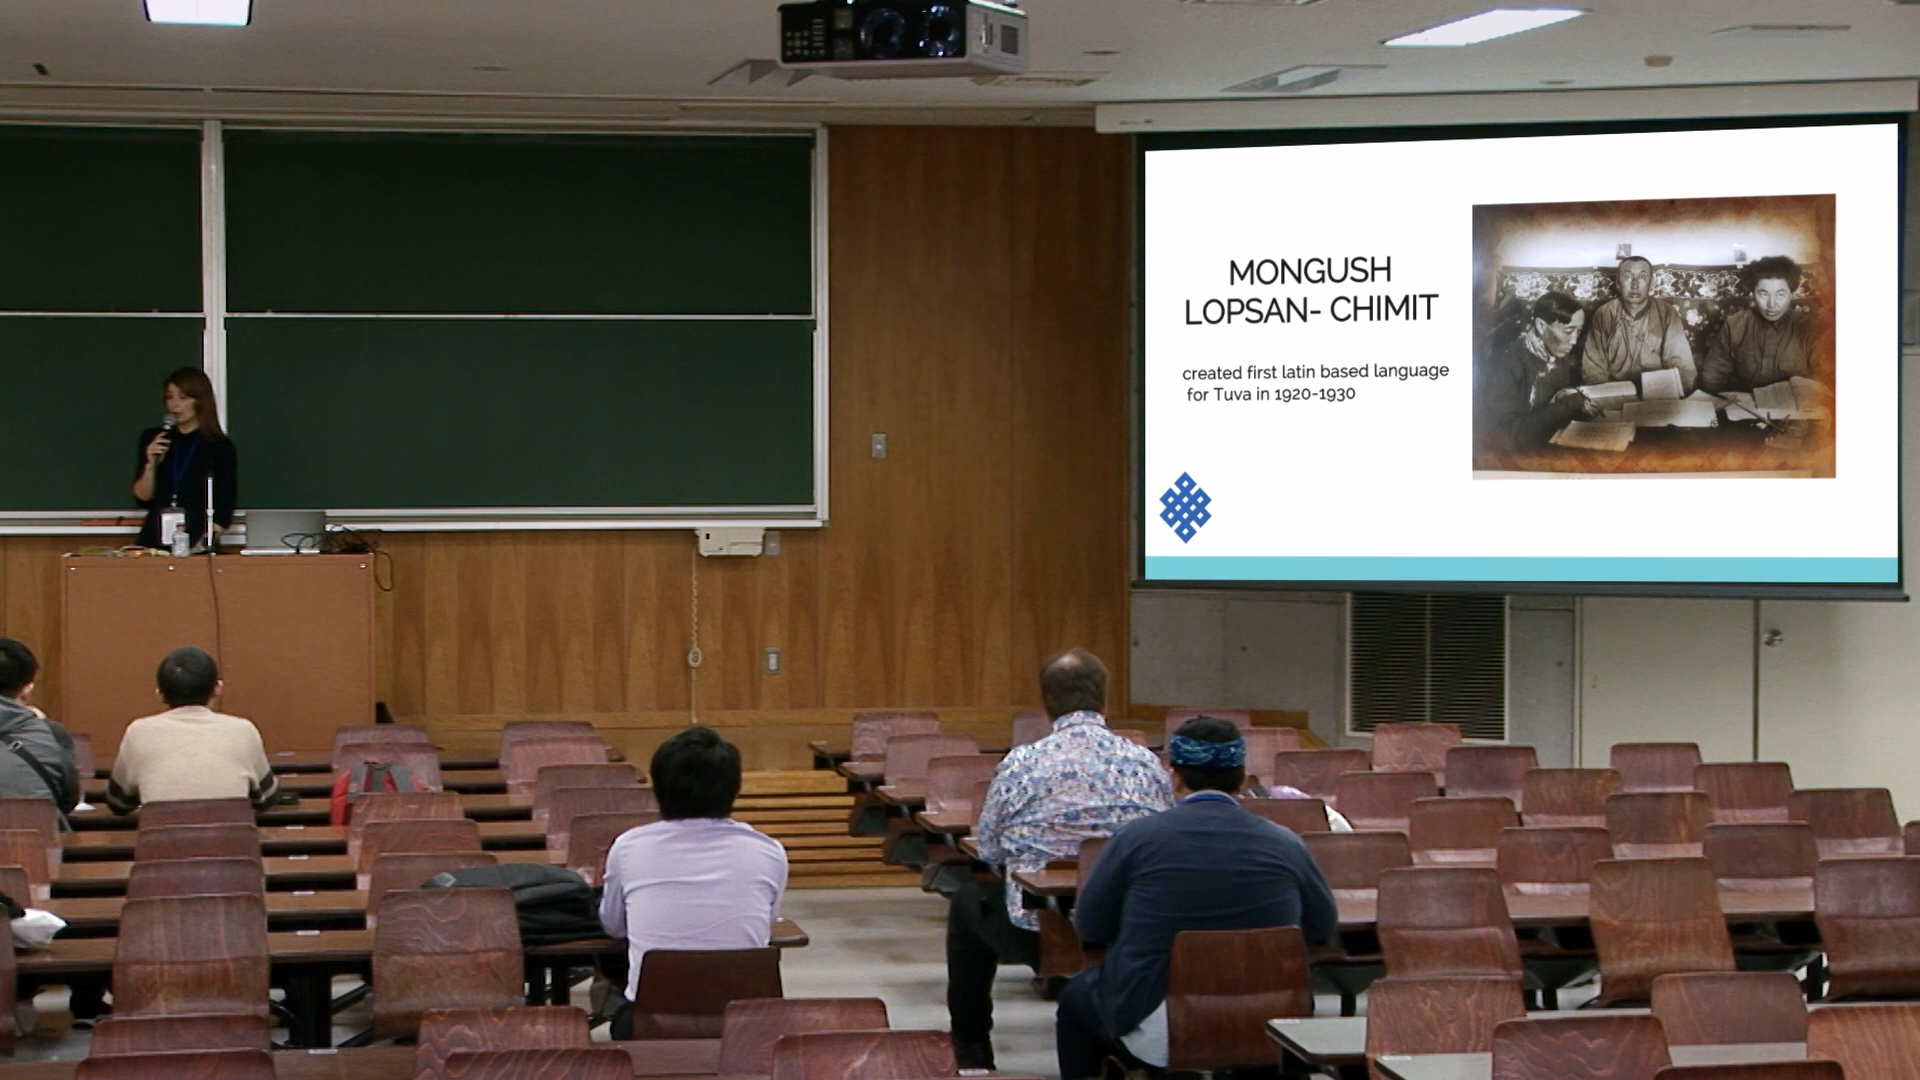 MONGUSH
LOPSAN- CHIMIT
created first latin based language
for Tuva in 1920-1930